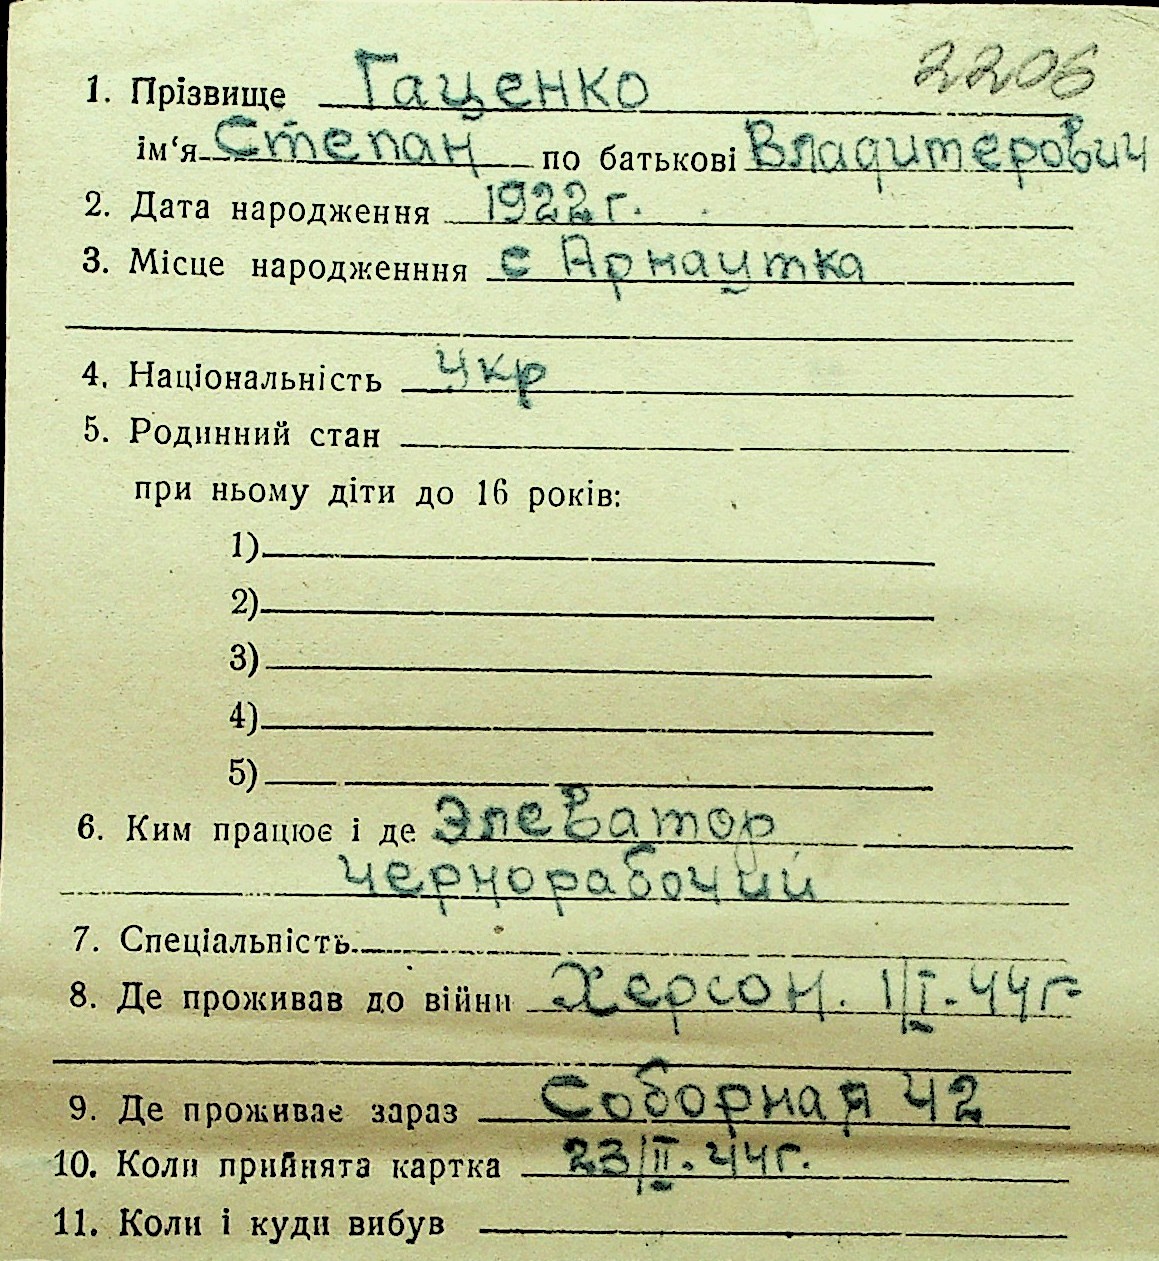 2206
1. Прізвище Гаценко
ім‘я Степан по батькові Владитерович
2. Дата народження 1922 г.
3. Місце народженння с Арнаутка
4. Національність Укр
5. Родинний стан
при ньому діти до 16 років:
1)
2)
3)
4)
5)
6. Ким працює і де Элеватор
чернорабочий
7. Спеціальність
8. Де проживав до війни Херсон. 1/I-44г-
9. Де проживає зараз Соборная 42
10. Коли прийнята картка 23/II.44г.
11. Коли і куди вибув